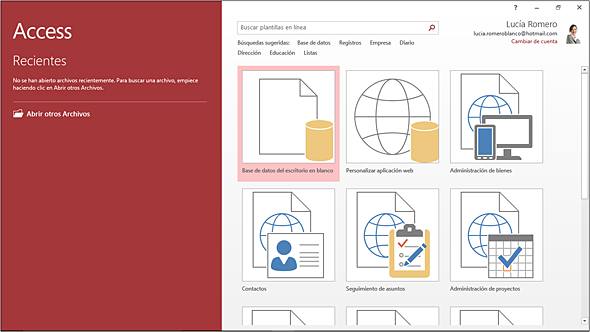 Access
Recientes
No se han abierto archivos recientemente. Para buscar una archivo, empiece
haciendo clic en Abrir otros Archivos.
Abrir otros Archivos
Buscar plantillas en línea
Búsquedas sugeridas: Base de datos Registros Empresa Diario
Dirección Educación Listas
Lucía Romero
lucia.romeroblanco@hotmail.com
Cambiar de cuenta
Base de datos del escritorio en blanco
Personalizar aplicación web
Administración de bienes
Contactos
Seguimiento de asuntos
Administración de proyectos